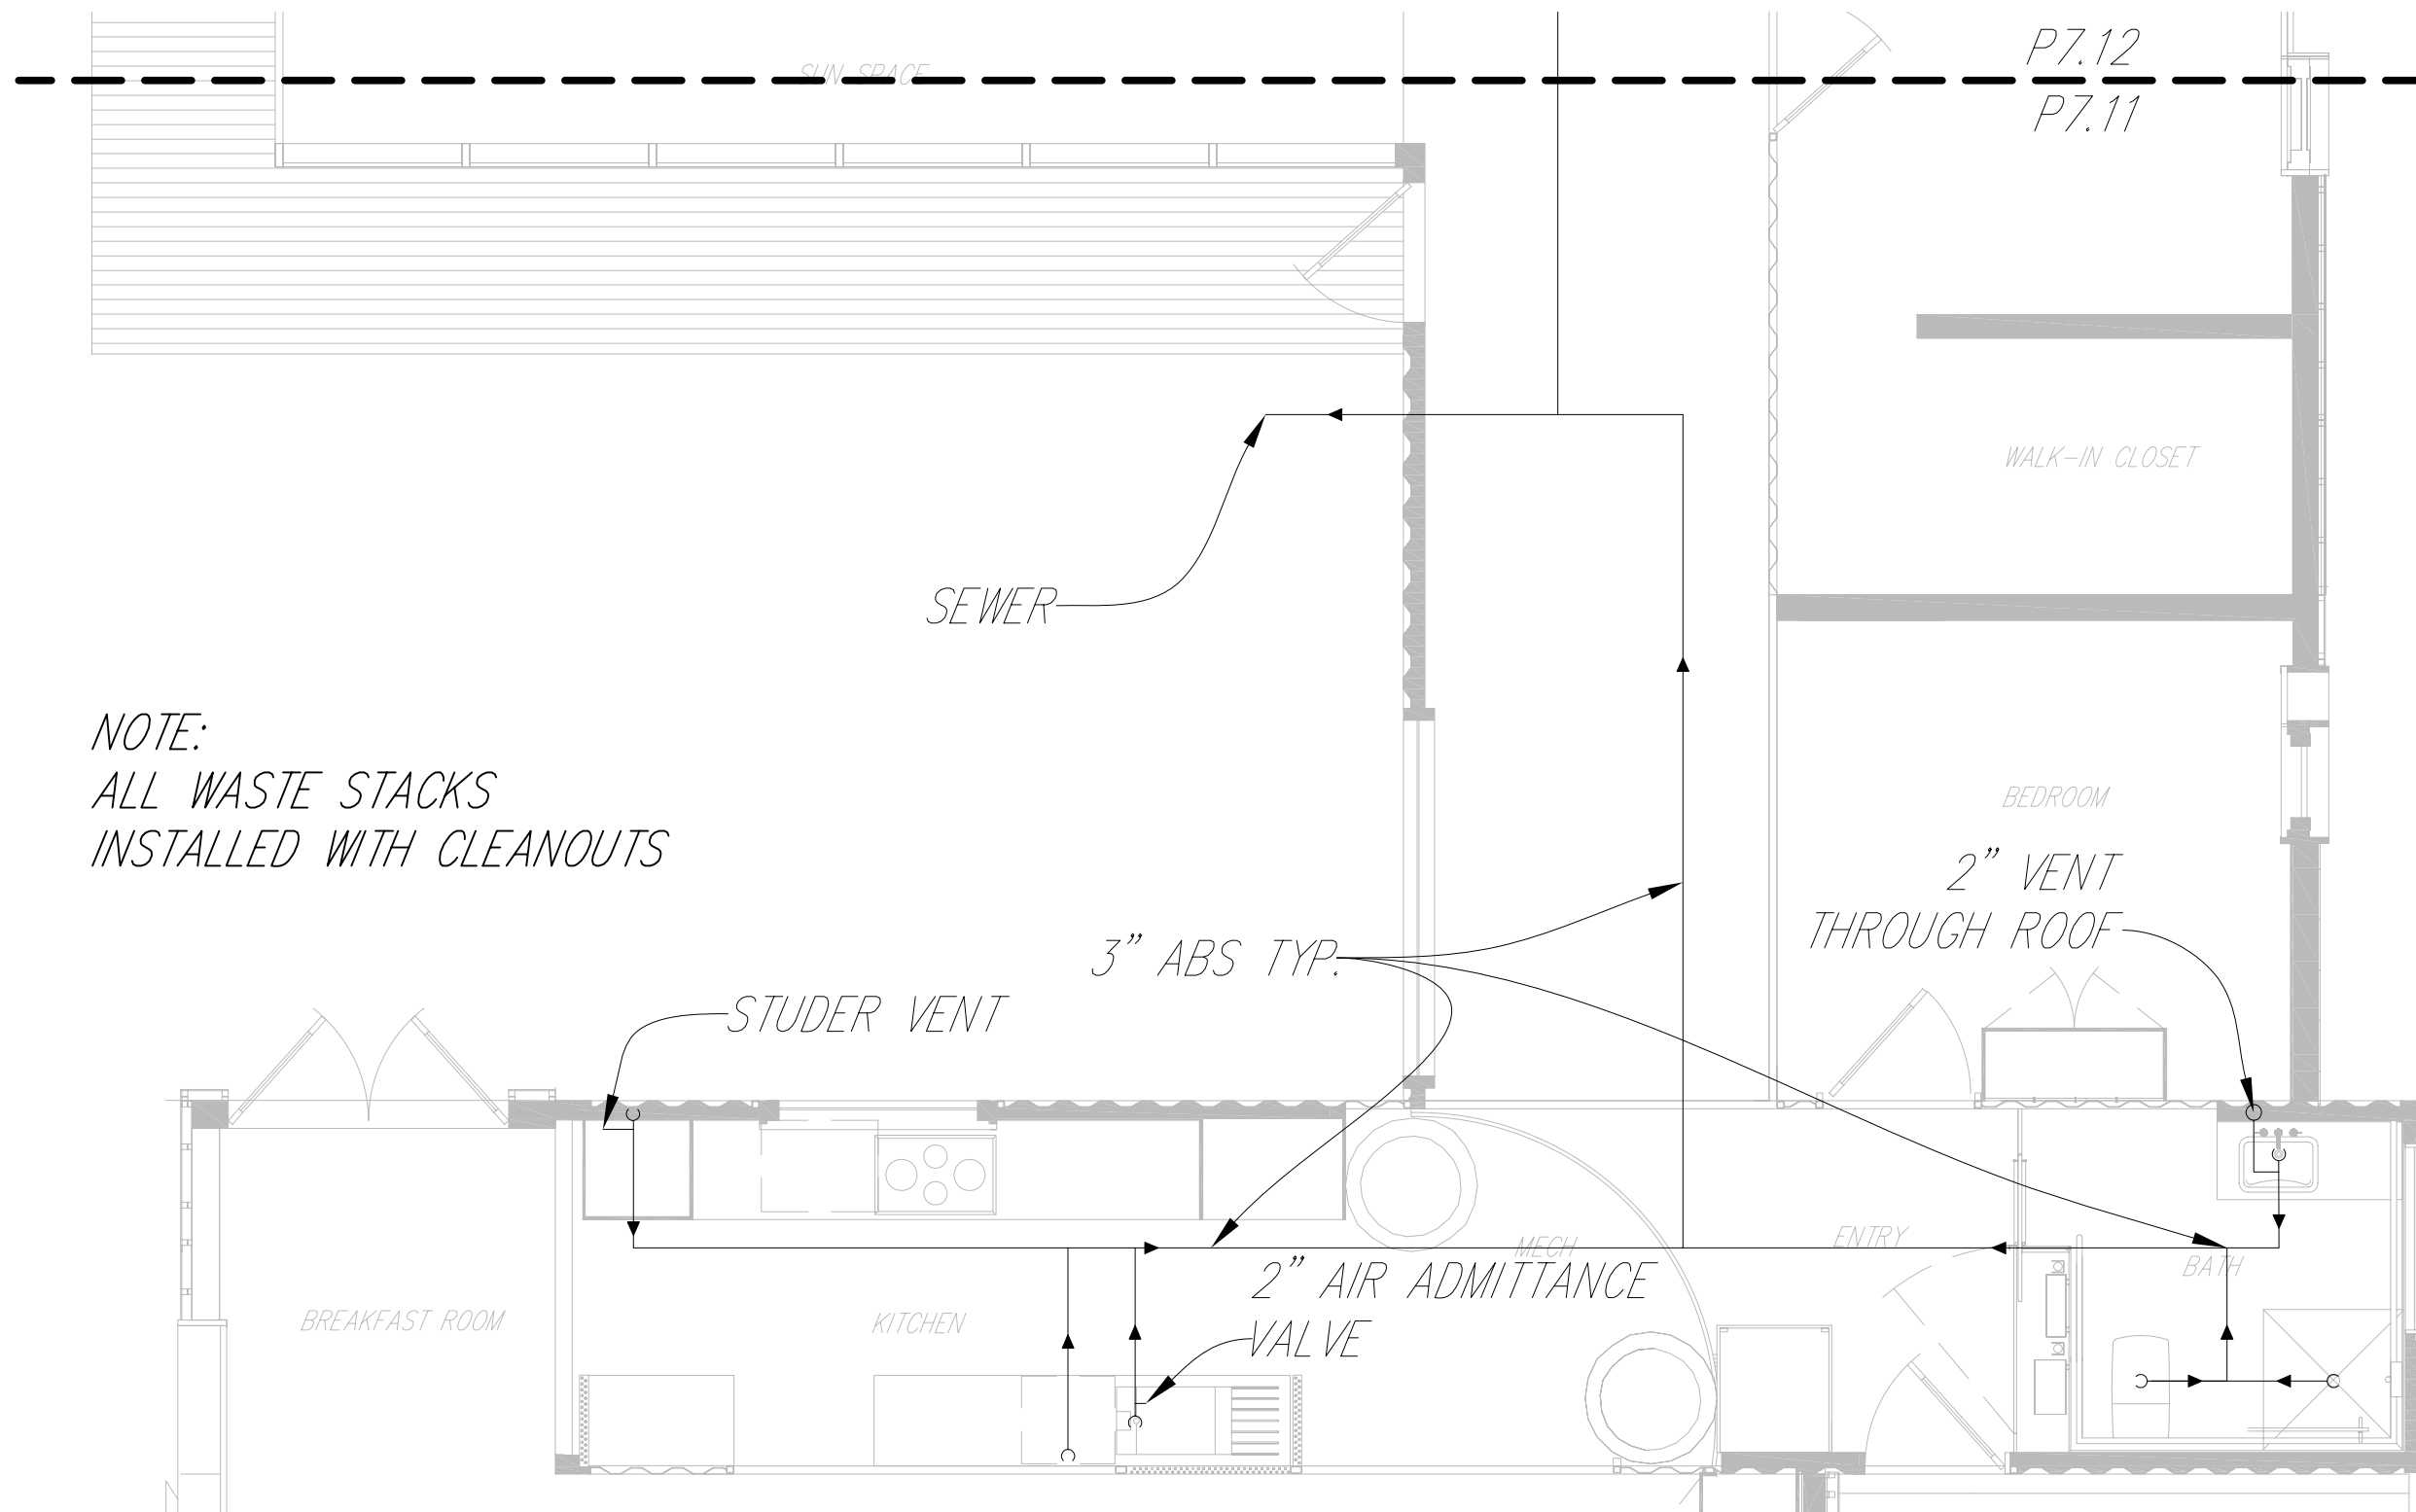 SUN SPACE
P7.12
P7.11
WALK-IN CLOSET
SEWER
NOTE:
ALL WASTE STACKS
INSTALLED WITH CLEANOUTS
BEDROOM
2" VENT
THROUGH ROOF
3" ABS TYP.
STUDER VENT
MECH
ENTRY
BATH
2" AIR ADMITTANCE
VALVE
BREAKFAST ROOM
KITCHEN